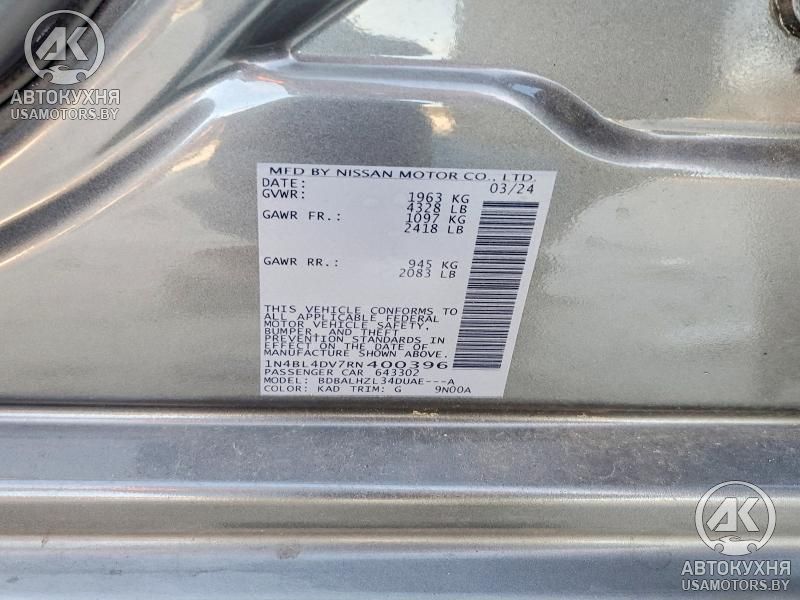 AK
АВТОКУХНЯ
USAMOTORS.BY
MFD BY NISSAN MOTOR CO., LTD.
DATE: 03/24
GVWR: 1963 KG
4328 LB
GAWR FR.: 1097 KG
2418 LB
GAWR RR.: 945 KG
2083 LB
THIS VEHICLE CONFORMS TO
ALL APPLICABLE FEDERAL
MOTOR VEHICLE SAFETY,
BUMPER, AND THEFT
PREVENTION STANDARDS
IN EFFECT ON THE DATE OF
MANUFACTURE SHOWN ABOVE.
1N4BL4DV7RN400396
PASSENGER CAR 643302
MODEL: BDBALHZL34DUAE---A
COLOR: KAD TRIM: G 9N00A
AK
АВТОКУХНЯ
USAMOTORS.BY